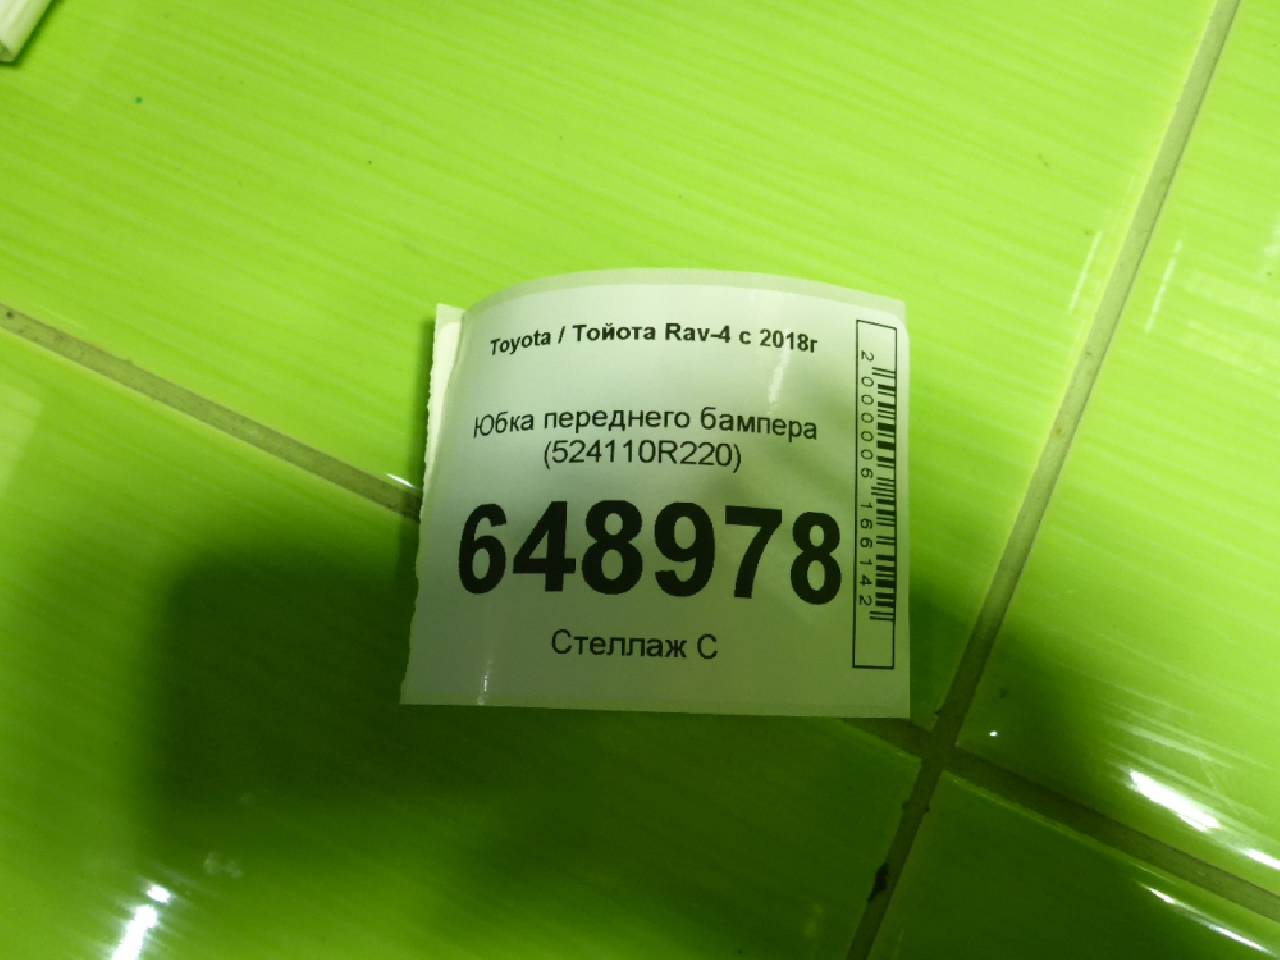 Toyota / Тойота Rav-4 с 2018г
Юбка переднего бампера
(524110R220)
648978
Стеллаж С
2000006166142